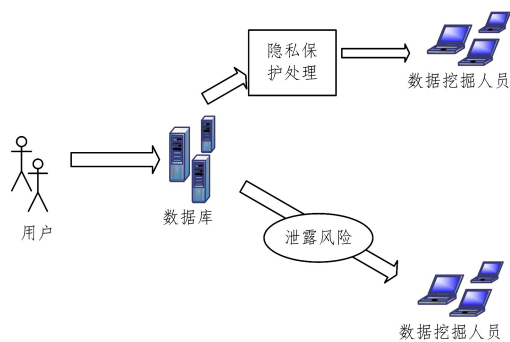 隐私保
护处理
数据挖掘人员
用户
数据库
泄露风险
数据挖掘人员